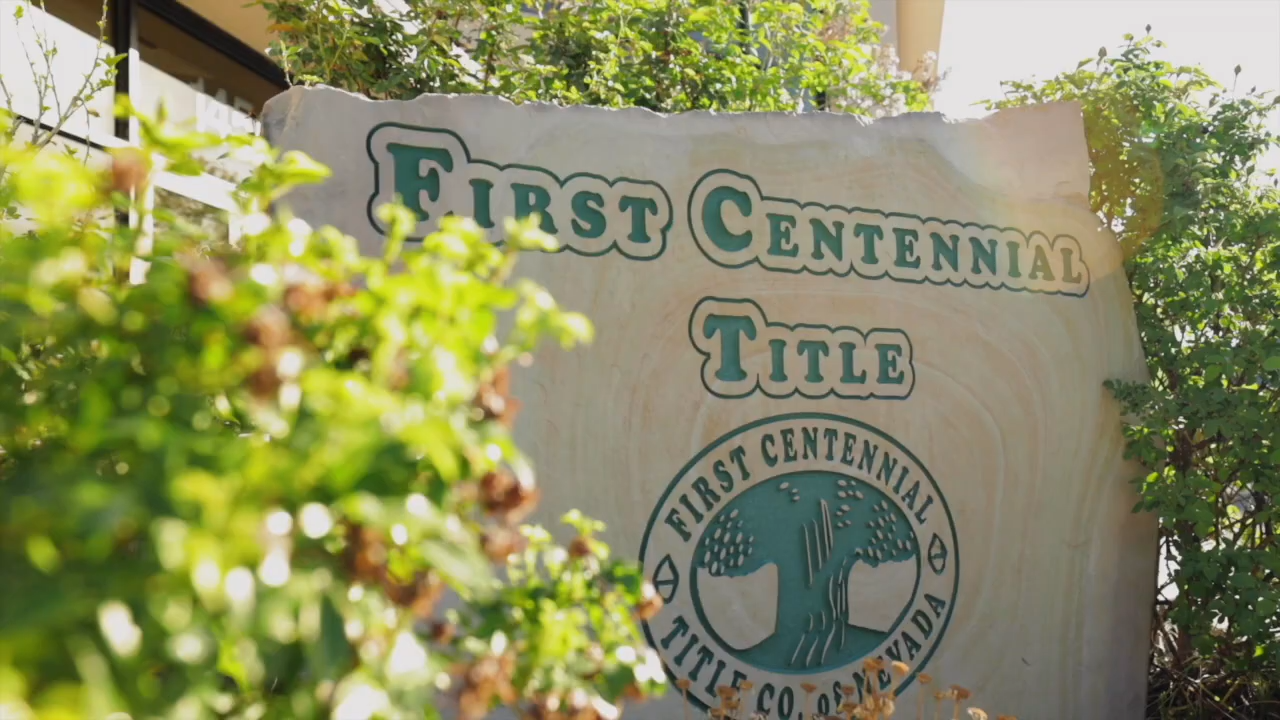 First Centennial
Title
FIRST CENTENNIAL
TITLE CO. OF NEVADA